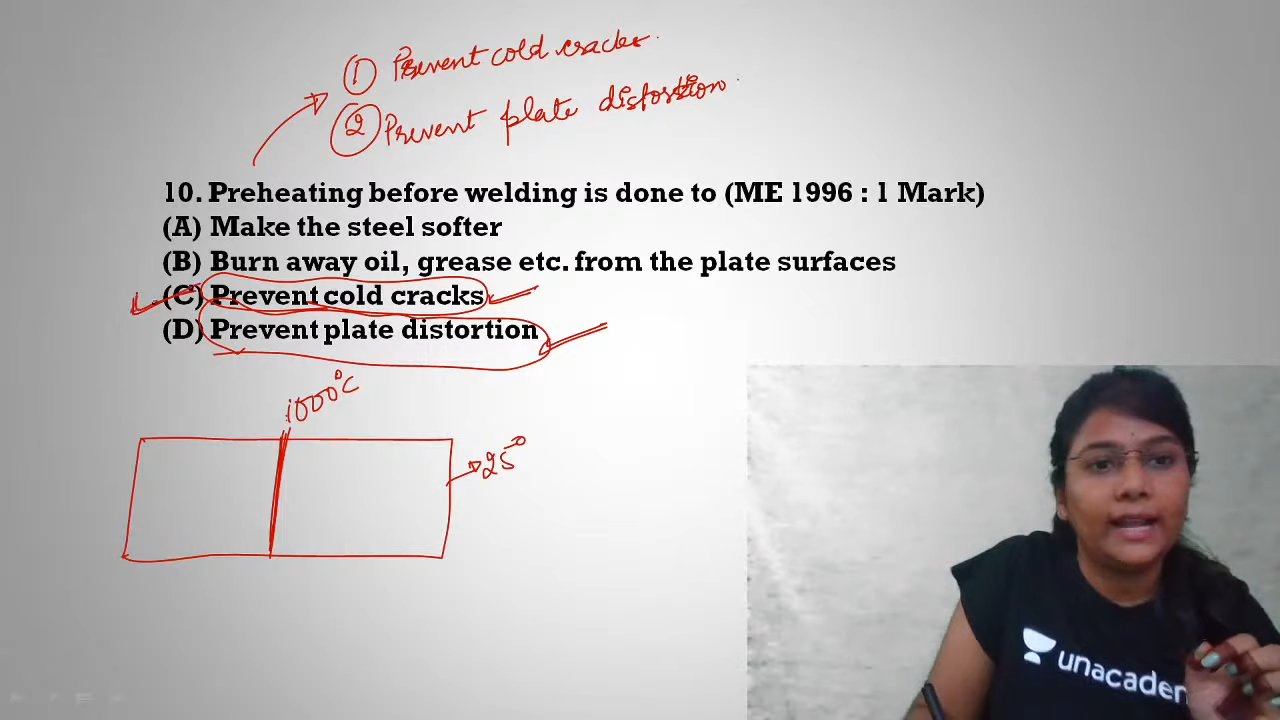 ① Prevent cold cracks.
② Prevent plate distortion.
10. Preheating before welding is done to (ME 1996 : 1 Mark)
(A) Make the steel softer
(B) Burn away oil, grease etc. from the plate surfaces
(C) Prevent cold cracks
(D) Prevent plate distortion
1000°C
25°
unacadem